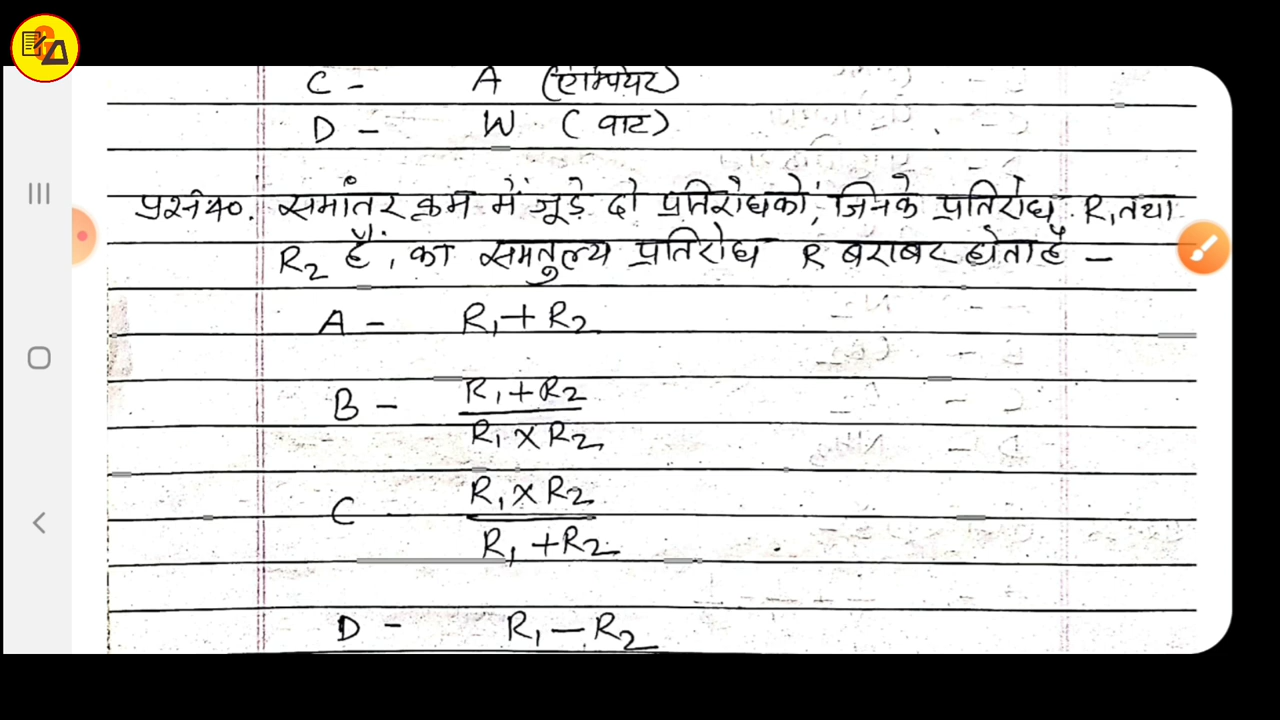 C - A (एम्पियर)
D - W (वाट)
प्रश्न४०. समांतर क्रम में जूड़े दो प्रतिरोधकों, जिनके प्रतिरोध R₁ तथा
R₂ हैं, का समतुल्य प्रतिरोध R बराबर होता है -
A - R₁+R₂
B - R₁+R₂
R₁×R₂
C R₁×R₂
R₁+R₂
D - R₁-R₂